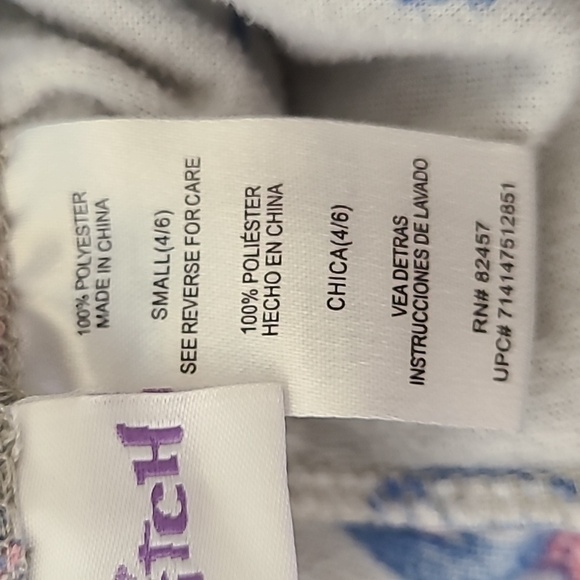 100% POLYESTER
MADE IN CHINA
SMALL(4/6)
SEE REVERSE FOR CARE
100% POLIÉSTER
HECHO EN CHINA
CHICA(4/6)
VEA DETRAS
INSTRUCCIONES DE LAVADO
RN# 82457
UPC# 714147512851
titcH